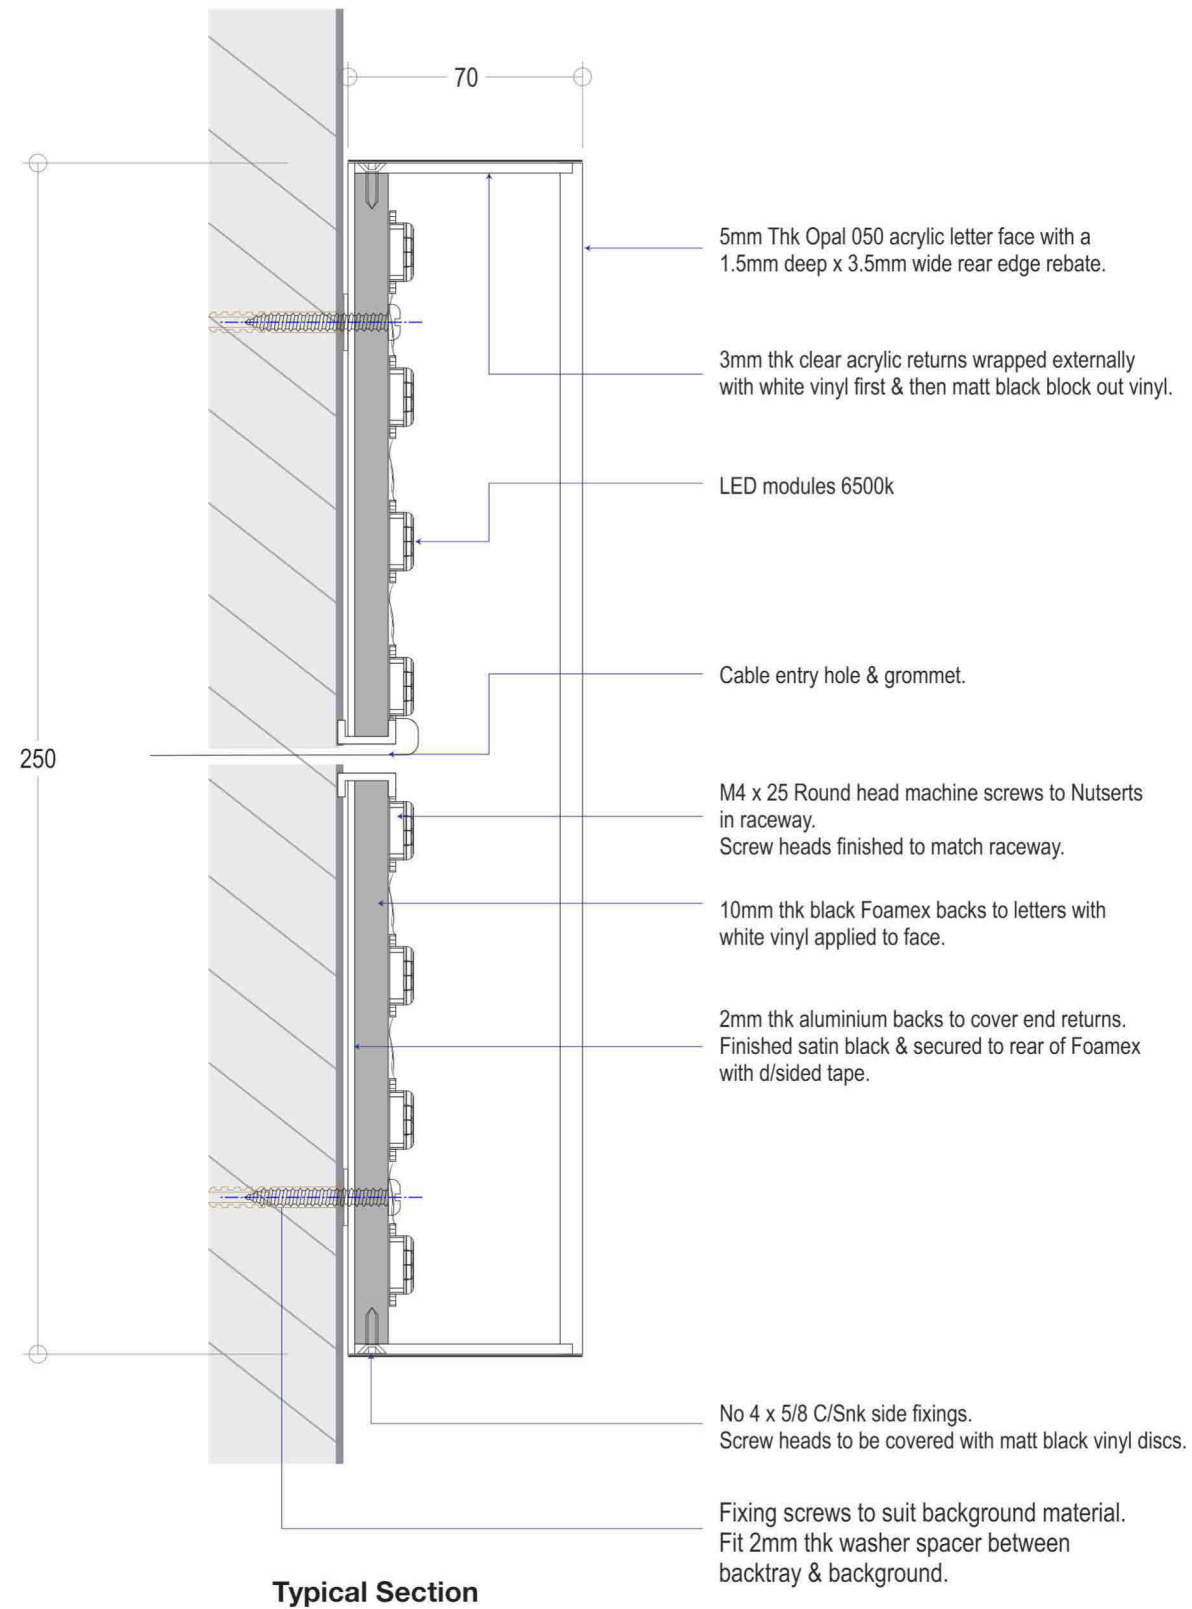 70
5mm Thk Opal 050 acrylic letter face with a
1.5mm deep x 3.5mm wide rear edge rebate.
3mm thk clear acrylic returns wrapped externally
with white vinyl first & then matt black block out vinyl.
LED modules 6500k
Cable entry hole & grommet.
250
M4 x 25 Round head machine screws to Nutserts
in raceway.
Screw heads finished to match raceway.
10mm thk black Foamex backs to letters with
white vinyl applied to face.
2mm thk aluminium backs to cover end returns.
Finished satin black & secured to rear of Foamex
with d/sided tape.
No 4 x 5/8 C/Snk side fixings.
Screw heads to be covered with matt black vinyl discs.
Fixing screws to suit background material.
Fit 2mm thk washer spacer between
backtray & background.
Typical Section